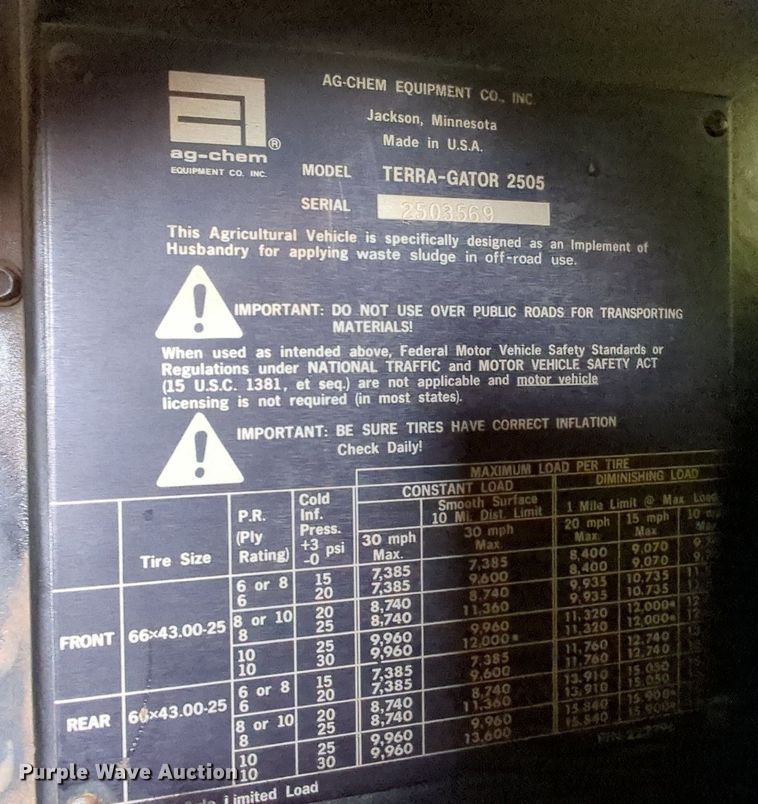 AG-CHEM EQUIPMENT CO., INC.
Jackson, Minnesota
Made in U.S.A.
ag-chem ®
EQUIPMENT CO. INC.
MODEL TERRA-GATOR 2505
SERIAL 2503569
This Agricultural Vehicle is specifically designed as an Implement of
Husbandry for applying waste sludge in off-road use.
IMPORTANT: DO NOT USE OVER PUBLIC ROADS FOR TRANSPORTING
MATERIALS!
When used as intended above, Federal Motor Vehicle Safety Standards or
Regulations under NATIONAL TRAFFIC and MOTOR VEHICLE SAFETY ACT
(15 U.S.C. 1381, et seq.) are not applicable and motor vehicle
licensing is not required (in most states).
IMPORTANT: BE SURE TIRES HAVE CORRECT INFLATION
Check Daily!
MAXIMUM LOAD PER TIRE
CONSTANT LOAD DIMINISHING LOAD
Smooth Surface 1 Mile Limit @ Max Load
10 Mi. Dist. Limit
Tire Size P.R. (Ply Rating) Cold Inf. Press. +3 -0 psi 30 mph Max. 30 mph Max. 20 mph Max 15 mph Max
FRONT 66×43.00-25
6 or 8 15 7,385 7,385 8,400 9,070
6 20 7,385 9,600 8,400 9,070
8 or 10 20 8,740 8,740 9,935 10,735
8 25 8,740 11,360 9,935 10,735
10 25 9,960 9,960 11,320 12,000*
10 30 9,960 12,000* 11,320 12,000*
REAR 66×43.00-25
6 or 8 15 7,385 7,385 11,760 12,740
6 20 7,385 9,600 11,760 12,740
8 or 10 20 8,740 8,740 13,910 15,050
8 25 8,740 11,360 13,910 15,050
10 25 9,960 9,960 15,840 15,900*
10 30 9,960 13,600 15,840 15,900*
Limited Load
Purple Wave Auction